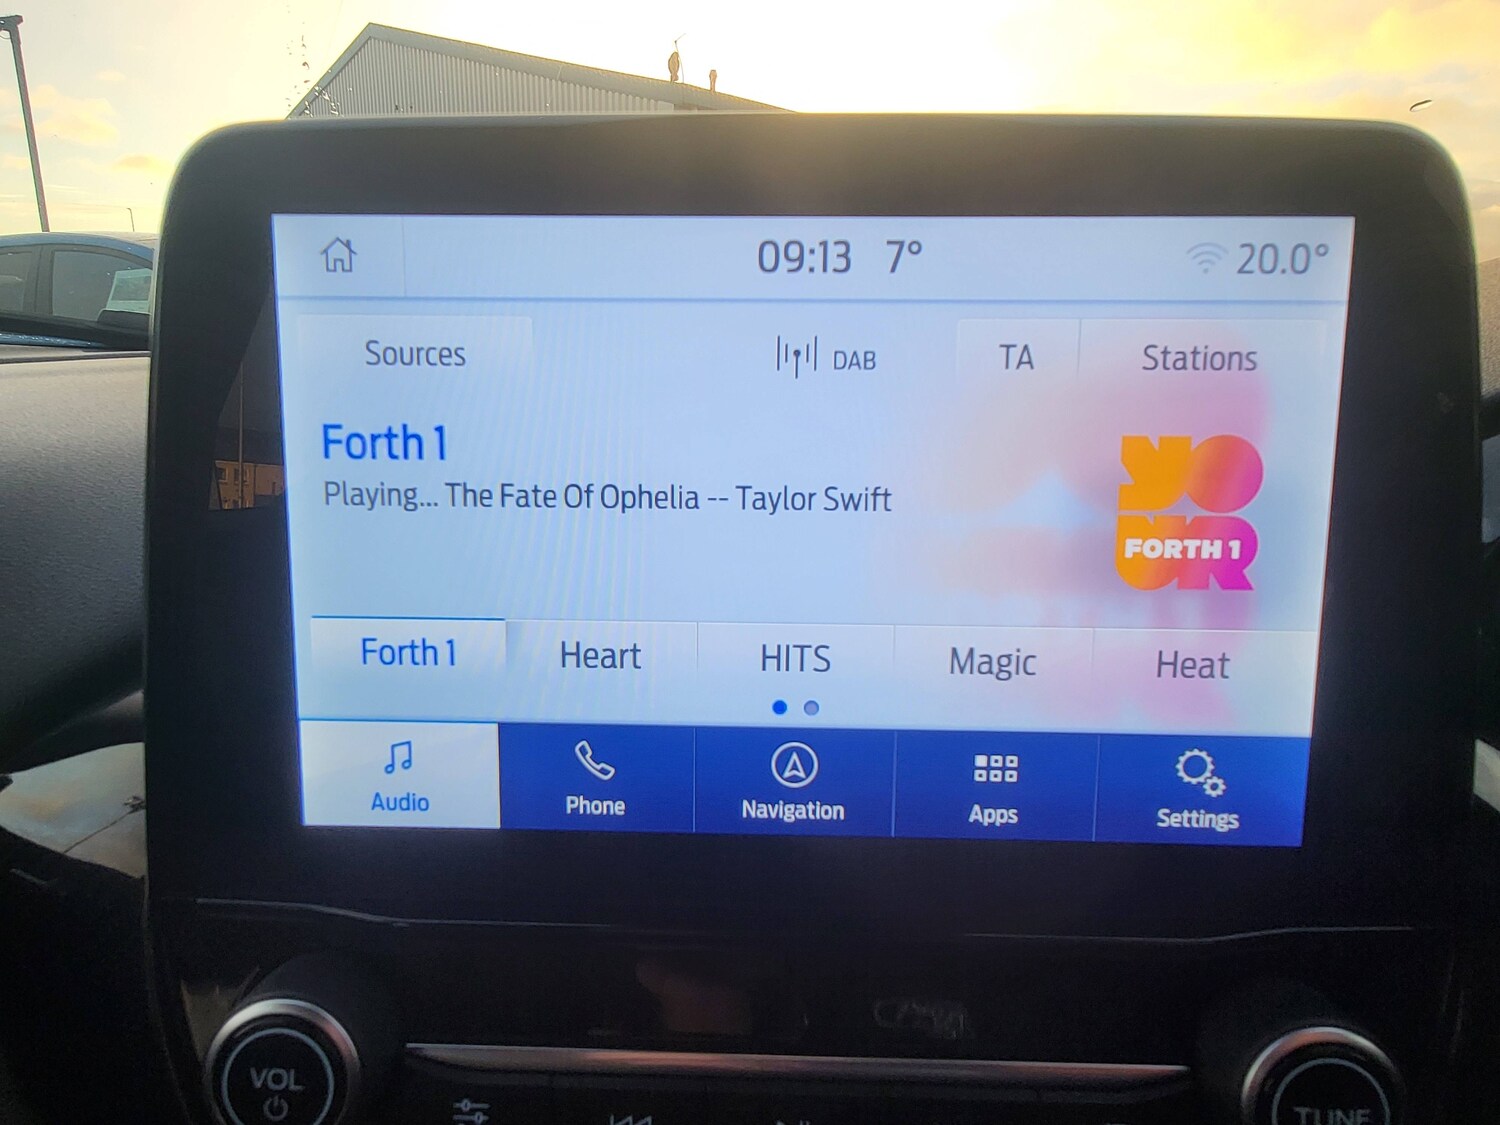 09:13 7° 20.0°
Sources DAB TA Stations
Forth 1
Playing... The Fate Of Ophelia -- Taylor Swift
YO
UR
FORTH 1
Forth 1 Heart HITS Magic Heat
Audio Phone Navigation Apps Settings
VOL TUNE